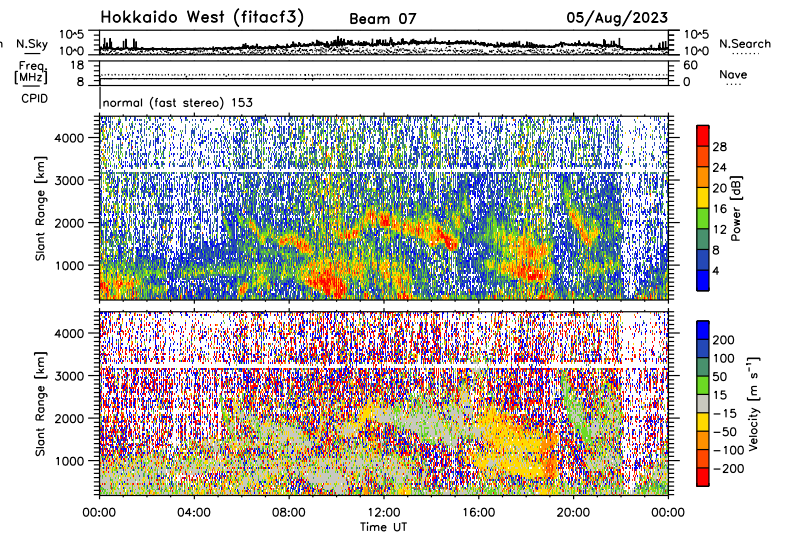 Hokkaido West (fitacf3) Beam 07 05/Aug/2023
n N.Sky 10^5 10^0 10^5 10^0 N.Search
Freq. [MHz] 18 8 60 0 Nave
CPID normal (fast stereo) 153
Slant Range [km] 4000 3000 2000 1000
Power [dB] 28 24 20 16 12 8 4
Slant Range [km] 4000 3000 2000 1000
Velocity [m s⁻¹] 200 100 50 15 −15 −50 −100 −200
00:00 04:00 08:00 12:00 16:00 20:00 00:00
Time UT